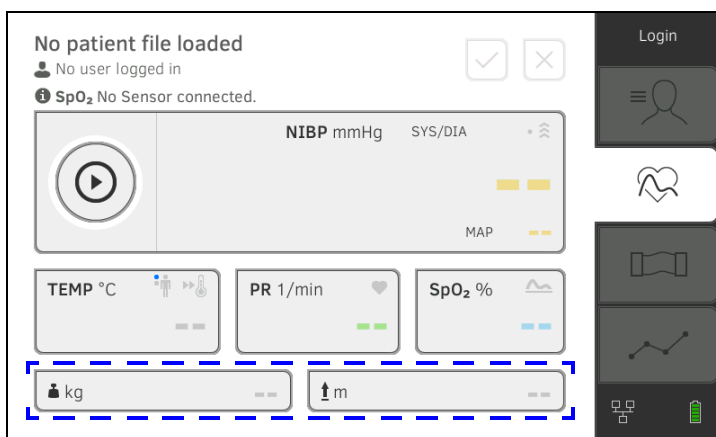 No patient file loaded
No user logged in
SpO₂ No Sensor connected.
NIBP mmHg SYS/DIA
-- 
MAP --
TEMP °C
--
PR 1/min
--
SpO₂ %
--
kg --
m --
Login